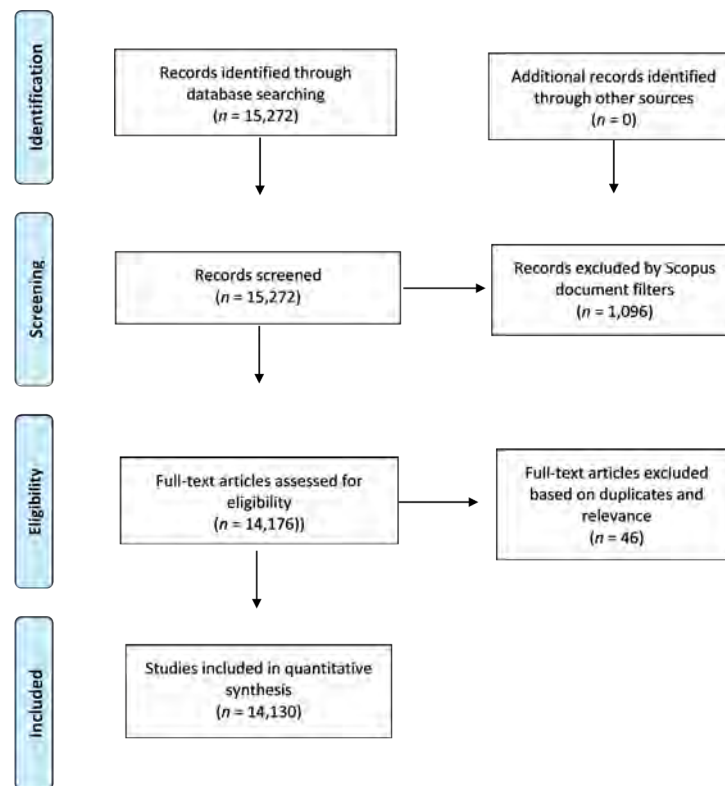 Identification
Records identified through
database searching
(n = 15,272)
Additional records identified
through other sources
(n = 0)
Screening
Records screened
(n = 15,272)
Records excluded by Scopus
document filters
(n = 1,096)
Eligibility
Full-text articles assessed for
eligibility
(n = 14,176))
Full-text articles excluded
based on duplicates and
relevance
(n = 46)
Included
Studies included in quantitative
synthesis
(n = 14,130)